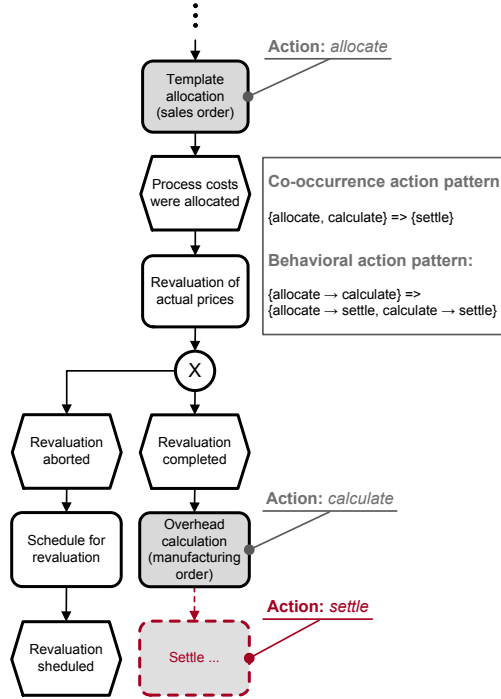 Action: allocate
Template
allocation
(sales order)
Process costs
were allocated
Co-occurrence action pattern
{allocate, calculate} => {settle}
Behavioral action pattern:
{allocate → calculate} =>
{allocate → settle, calculate → settle}
Revaluation of
actual prices
X
Revaluation
aborted
Revaluation
completed
Action: calculate
Schedule for
revaluation
Overhead
calculation
(manufacturing
order)
Action: settle
Revaluation
sheduled
Settle ...